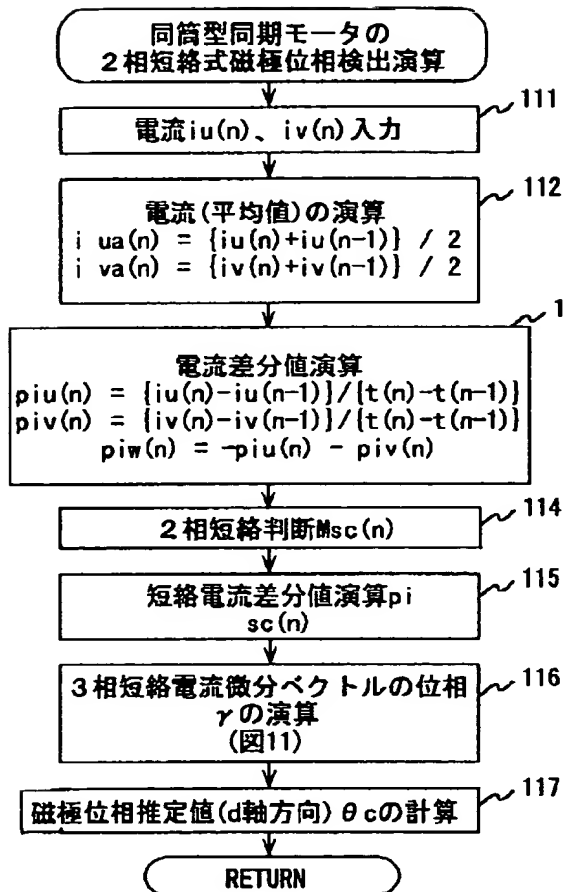 同筒型同期モータの
2相短絡式磁極位相検出演算
111
電流iu(n)、iv(n)入力
112
電流(平均値)の演算
i ua(n) = {iu(n)+iu(n-1)} / 2
i va(n) = {iv(n)+iv(n-1)} / 2
1
電流差分値演算
piu(n) = {iu(n)-iu(n-1)}/{t(n)-t(n-1)}
piv(n) = {iv(n)-iv(n-1)}/{t(n)-t(n-1)}
piw(n) = -piu(n) - piv(n)
114
2相短絡判断Msc(n)
115
短絡電流差分値演算pi
sc(n)
116
3相短絡電流微分ベクトルの位相
γの演算
(図11)
117
磁極位相推定値(d軸方向)θcの計算
RETURN